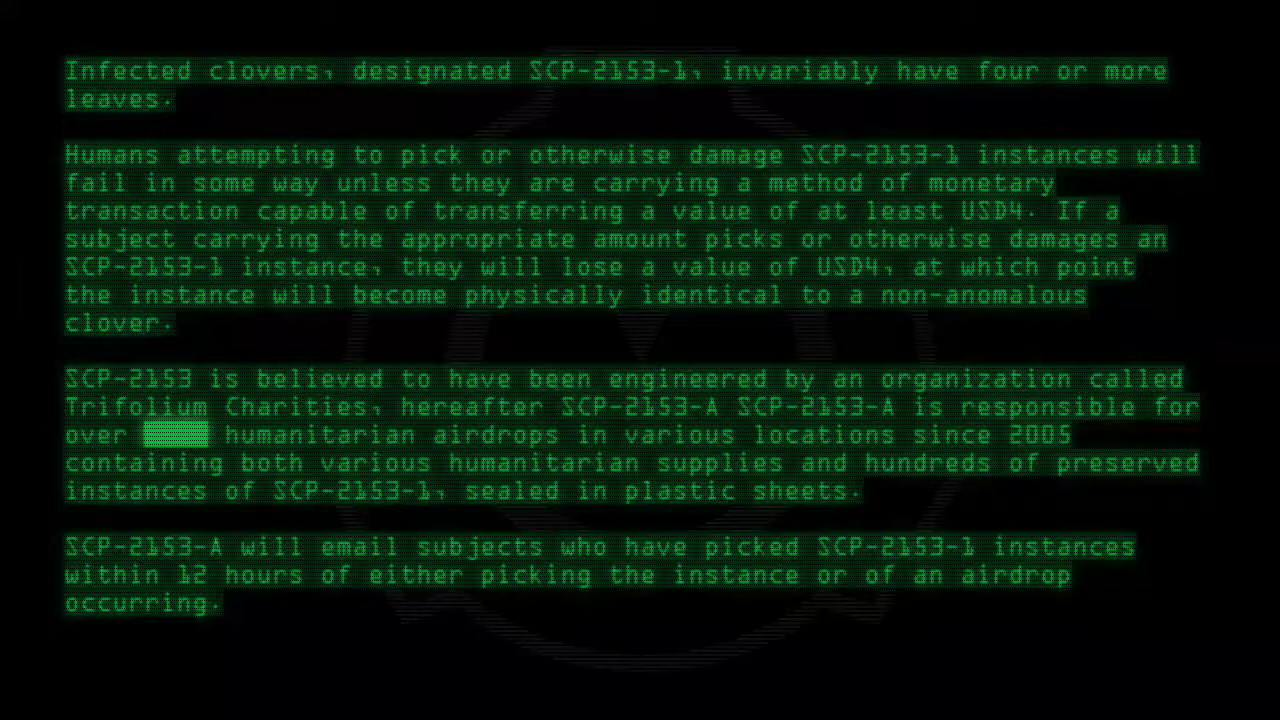 Infected clovers, designated SCP-2153-1, invariably have four or more
leaves.
Humans attempting to pick or otherwise damage SCP-2153-1 instances will
fail in some way unless they are carrying a method of monetary
transaction capable of transferring a value of at least USD4. If a
subject carrying the appropriate amount picks or otherwise damages an
SCP-2153-1 instance, they will lose a value of USD4, at which point
the instance will become physically identical to a non-anomalous
clover.
SCP-2153 is believed to have been engineered by an organization called
Trifolium Charities, hereafter SCP-2153-A SCP-2153-A is responsible for
over ████ humanitarian airdrops in various locations since 2005
containing both various humanitarian supplies and hundreds of preserved
instances of SCP-2153-1, sealed in plastic sheets.
SCP-2153-A will email subjects who have picked SCP-2153-1 instances
within 12 hours of either picking the instance or of an airdrop
occurring.